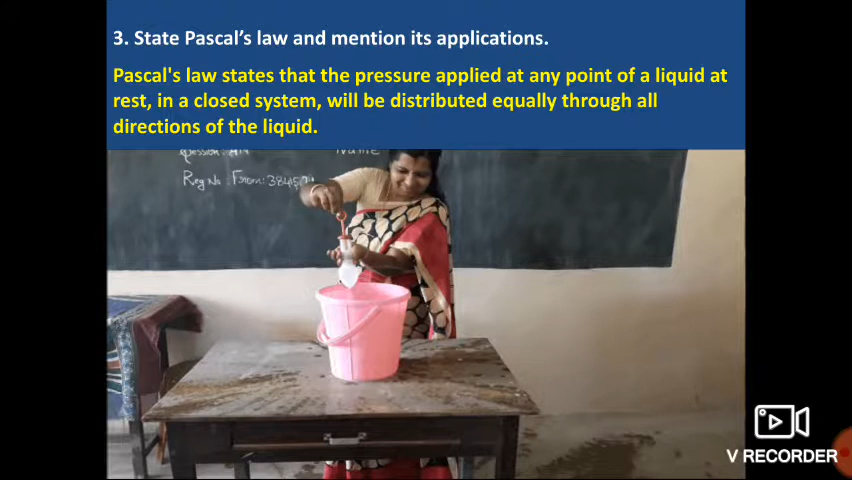 3. State Pascal's law and mention its applications.
Pascal's law states that the pressure applied at any point of a liquid at
rest, in a closed system, will be distributed equally through all
directions of the liquid.
Name
Reg No : From:
V RECORDER